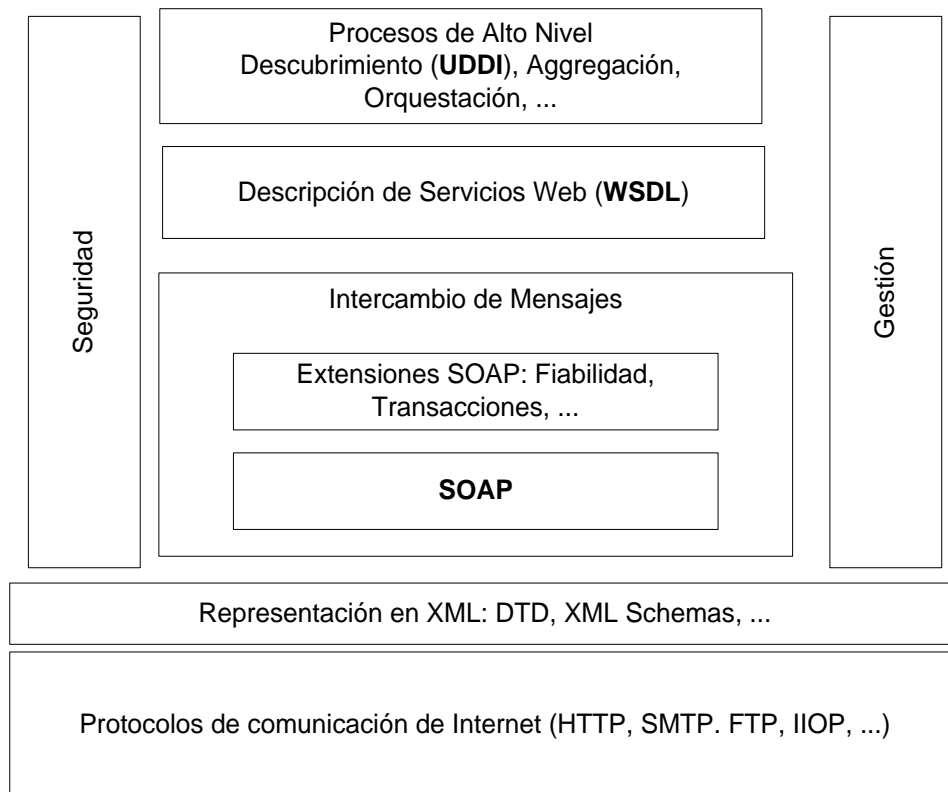 Procesos de Alto Nivel
Descubrimiento (UDDI), Aggregación,
Orquestación, ...
Descripción de Servicios Web (WSDL)
Seguridad
Intercambio de Mensajes
Gestión
Extensiones SOAP: Fiabilidad,
Transacciones, ...
SOAP
Representación en XML: DTD, XML Schemas, ...
Protocolos de comunicación de Internet (HTTP, SMTP. FTP, IIOP, ...)